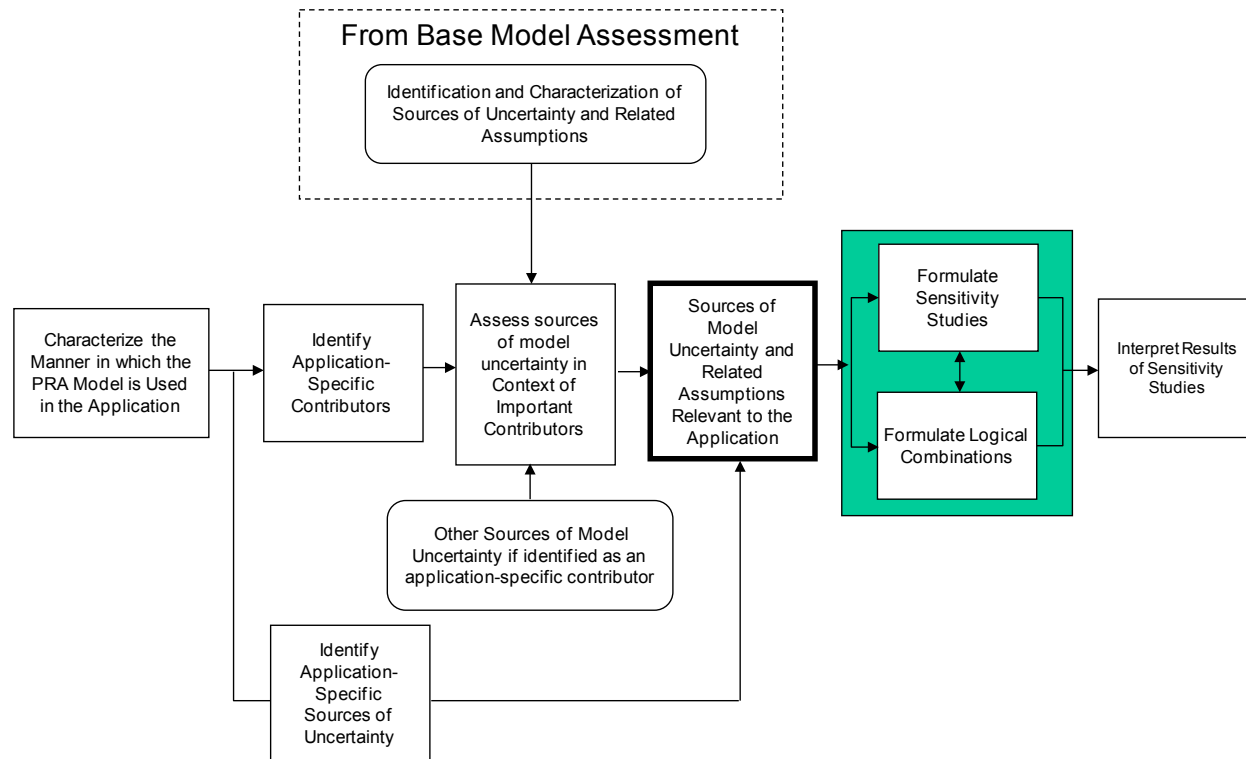 From Base Model Assessment
Identification and Characterization of
Sources of Uncertainty and Related
Assumptions
Characterize the
Manner in which the
PRA Model is Used
in the Application
Identify
Application-
Specific
Contributors
Assess sources
of model
uncertainty in
Context of
Important
Contributors
Sources of
Model
Uncertainty and
Related
Assumptions
Relevant to the
Application
Formulate
Sensitivity
Studies
Formulate Logical
Combinations
Interpret Results
of Sensitivity
Studies
Other Sources of Model
Uncertainty if identified as an
application-specific contributor
Identify
Application-
Specific
Sources of
Uncertainty